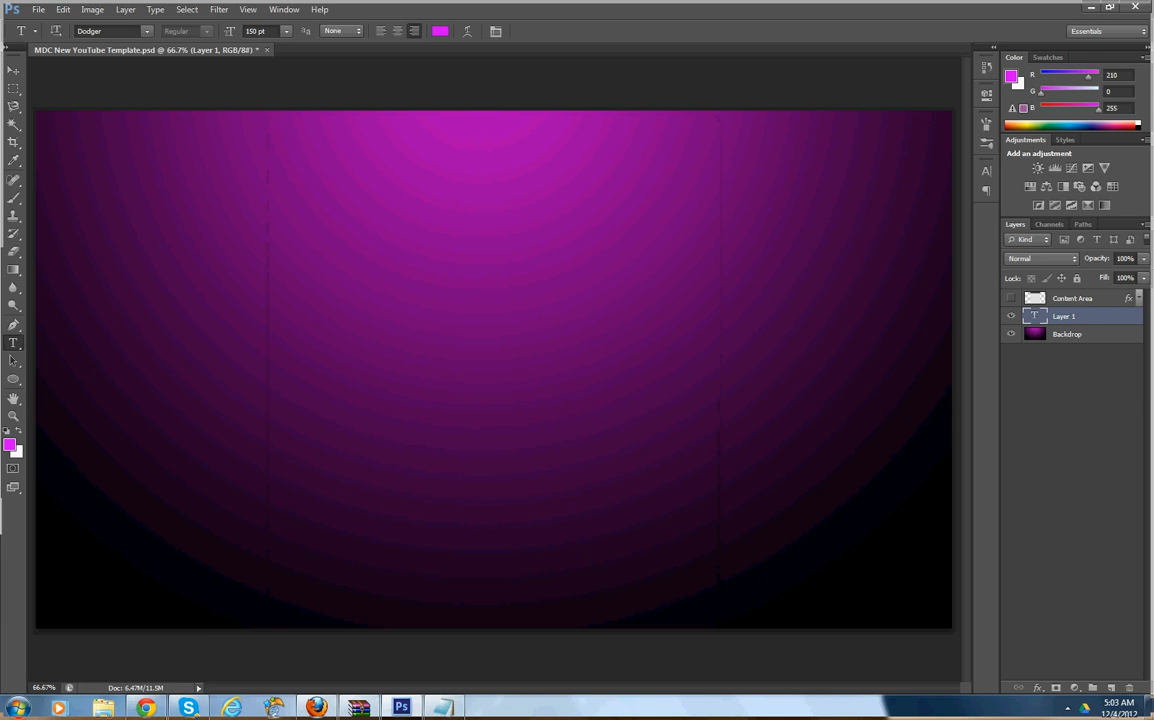 Ps File Edit Image Layer Type Select Filter View Window Help
T Dodger Regular 150 pt None Essentials
MDC New YouTube Template.psd @ 66.7% (Layer 1, RGB/8#) * ×
Color Swatches
R 210
G 0
B 255
Adjustments Styles
Add an adjustment
Layers Channels Paths
Kind
Normal Opacity: 100%
Lock: Fill: 100%
Content Area fx
T Layer 1
Backdrop
66.67% Doc: 6.47M/11.5M
Ps 5:03 AM
12/4/2012